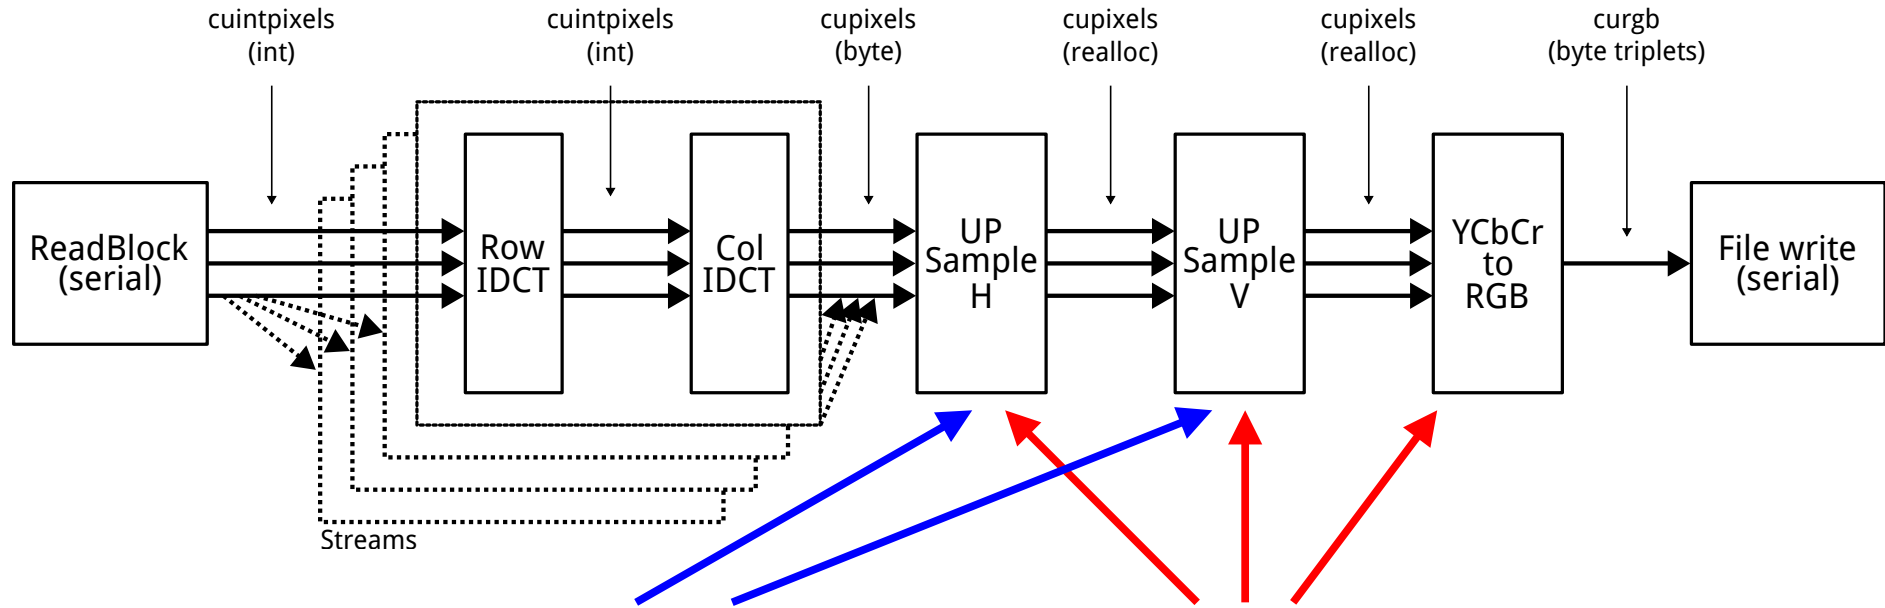 cuintpixels
(int)
cuintpixels
(int)
cupixels
(byte)
cupixels
(realloc)
cupixels
(realloc)
curgb
(byte triplets)
ReadBlock
(serial)
Row
IDCT
Col
IDCT
UP
Sample
H
UP
Sample
V
YCbCr
to
RGB
File write
(serial)
Streams